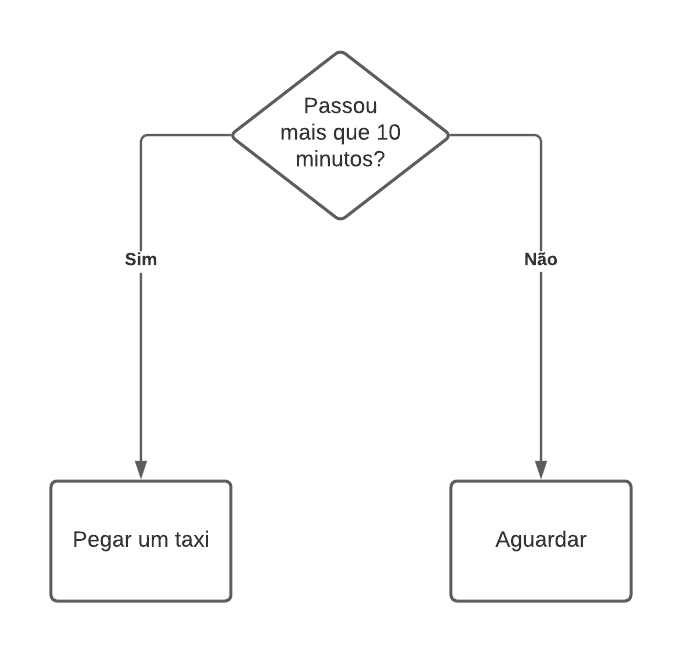 Passou
mais que 10
minutos?
Sim
Não
Pegar um taxi
Aguardar